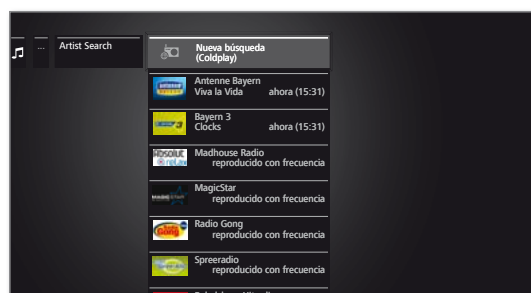 ...
Artist Search
Nueva búsqueda
(Coldplay)
Antenne Bayern
Viva la Vida ahora (15:31)
Bayern 3
Clocks ahora (15:31)
Madhouse Radio
reproducido con frecuencia
MagicStar
reproducido con frecuencia
Radio Gong
reproducido con frecuencia
Spreeradio
reproducido con frecuencia